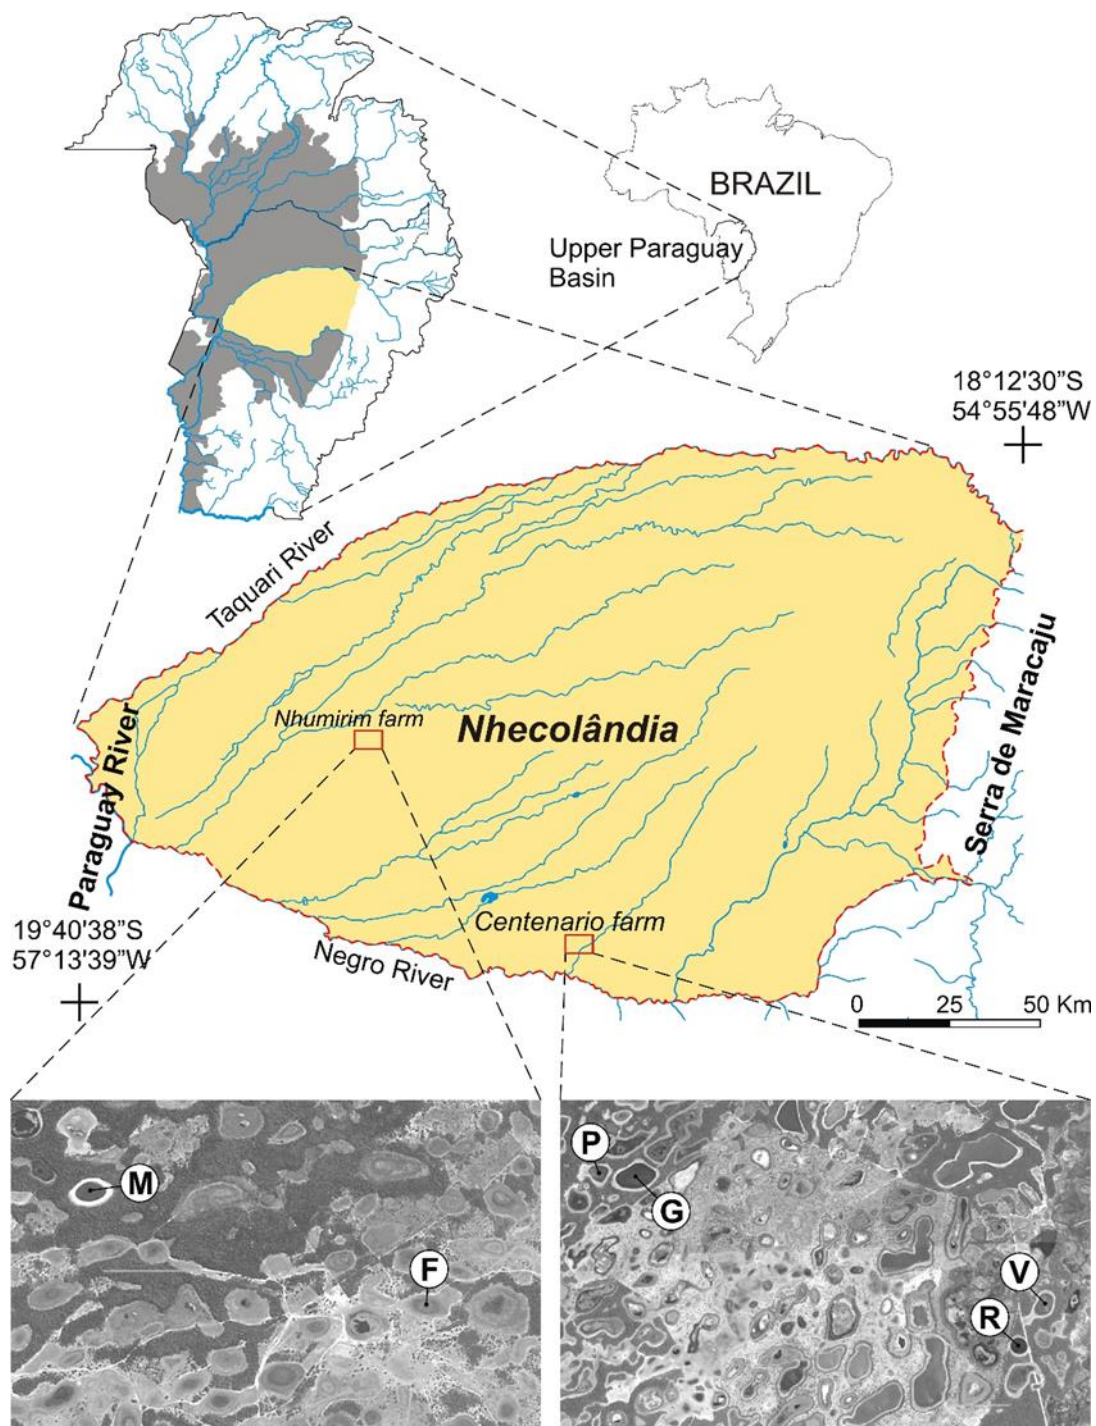 BRAZIL
Upper Paraguay
Basin
18°12'30”S
54°55'48”W
Taquari River
Serra de Maracaju
Nhumirim farm
Nhecolândia
Paraguay River
Centenario farm
19°40'38”S
57°13'39”W
Negro River
0 25 50 Km
P
M
G
F
V
R